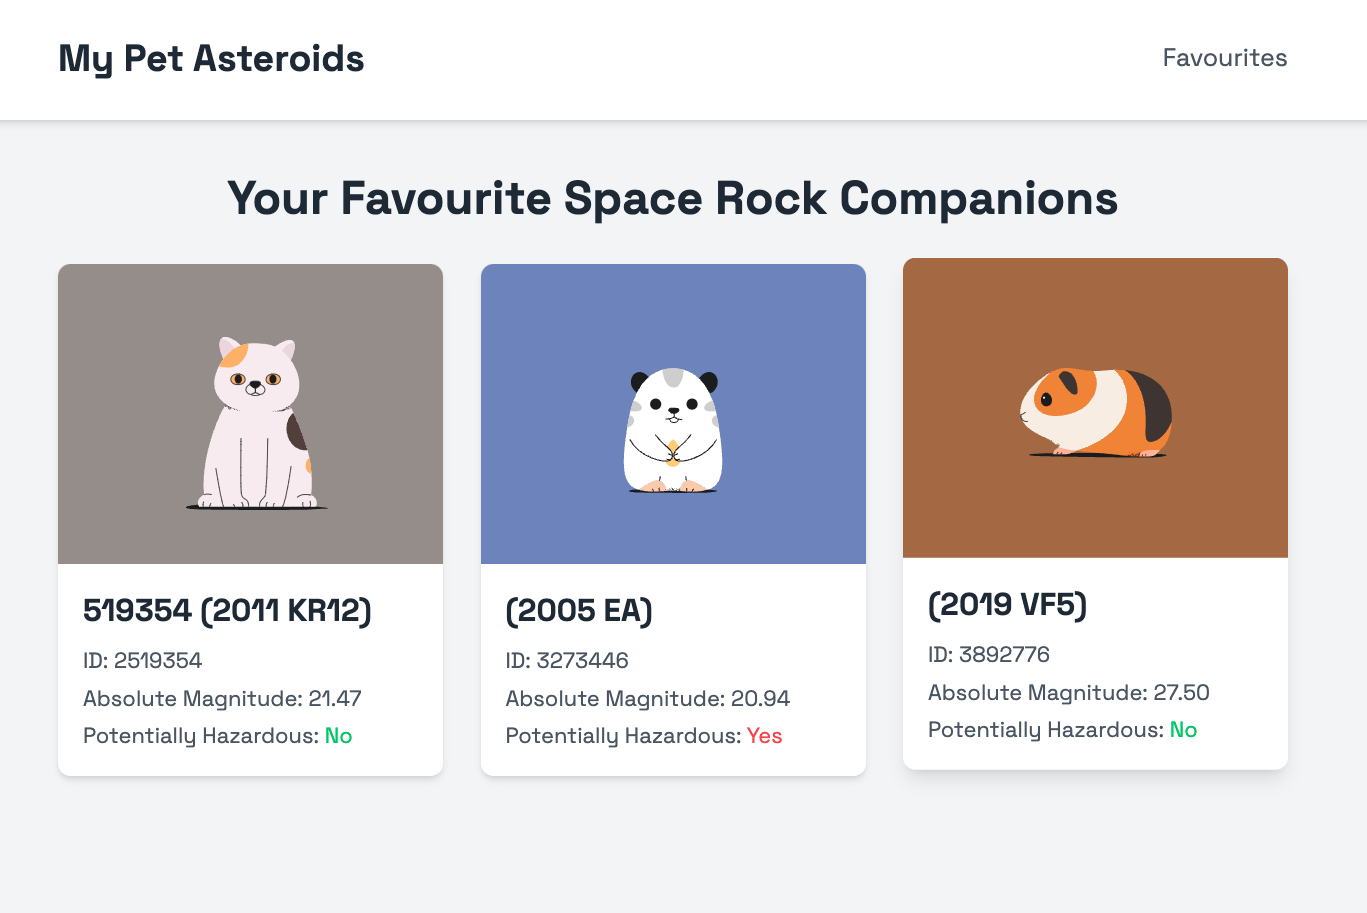 My Pet Asteroids
Favourites
Your Favourite Space Rock Companions
519354 (2011 KR12)
ID: 2519354
Absolute Magnitude: 21.47
Potentially Hazardous: No
(2005 EA)
ID: 3273446
Absolute Magnitude: 20.94
Potentially Hazardous: Yes
(2019 VF5)
ID: 3892776
Absolute Magnitude: 27.50
Potentially Hazardous: No